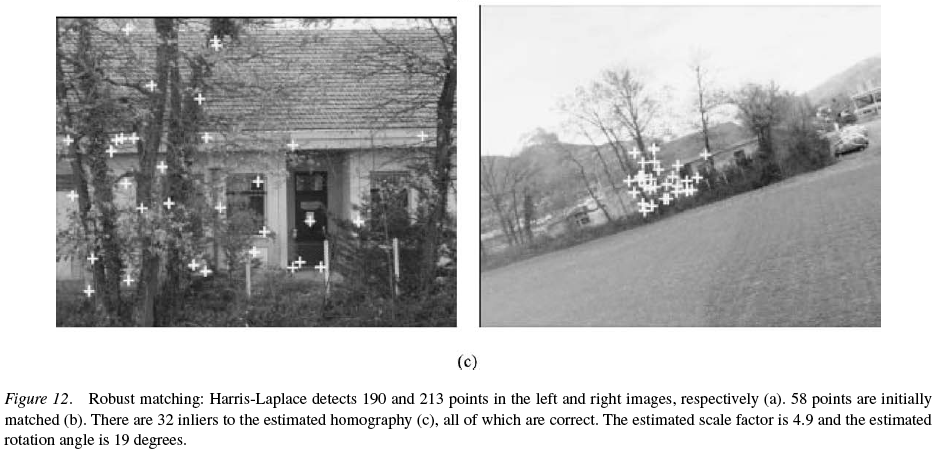 (c)
Figure 12. Robust matching: Harris-Laplace detects 190 and 213 points in the left and right images, respectively (a). 58 points are initially
matched (b). There are 32 inliers to the estimated homography (c), all of which are correct. The estimated scale factor is 4.9 and the estimated
rotation angle is 19 degrees.